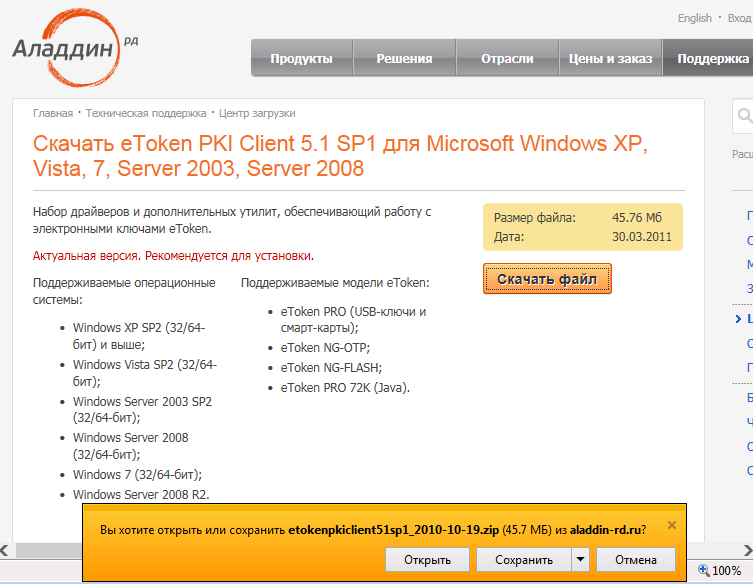 Аладдин РД
English · Вход
Продукты Решения Отрасли Цены и заказ Поддержка
Главная · Техническая поддержка · Центр загрузки
Скачать eToken PKI Client 5.1 SP1 для Microsoft Windows XP,
Vista, 7, Server 2003, Server 2008
Набор драйверов и дополнительных утилит, обеспечивающий работу с
электронными ключами eToken.
Актуальная версия. Рекомендуется для установки.
Размер файла: 45.76 Мб
Дата: 30.03.2011
Скачать файл
Поддерживаемые операционные
системы:
• Windows XP SP2 (32/64-
бит) и выше;
• Windows Vista SP2 (32/64-
бит);
• Windows Server 2003 SP2
(32/64-бит);
• Windows Server 2008
(32/64-бит);
• Windows 7 (32/64-бит);
• Windows Server 2008 R2.
Поддерживаемые модели eToken:
• eToken PRO (USB-ключи и
смарт-карты);
• eToken NG-OTP;
• eToken NG-FLASH;
• eToken PRO 72K (Java).
Вы хотите открыть или сохранить etokenpkiclient51sp1_2010-10-19.zip (45.7 МБ) из aladdin-rd.ru?
Открыть Сохранить Отмена
100%